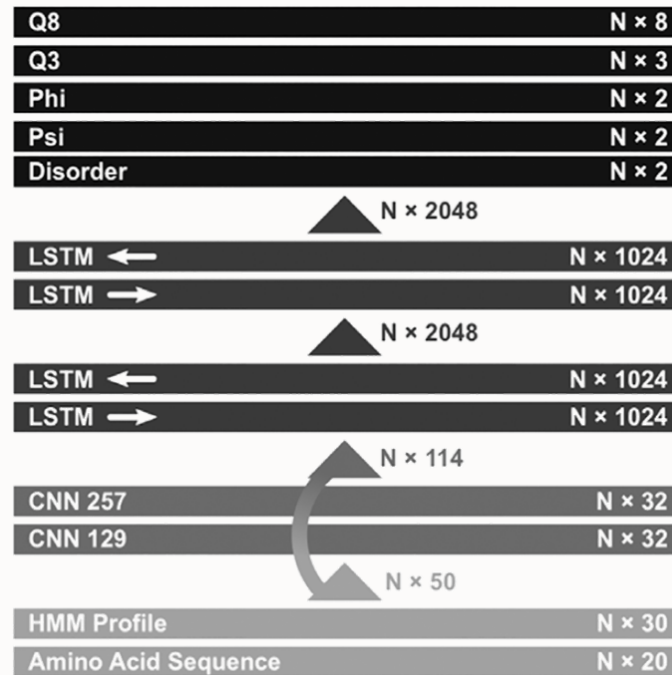 Q8 N × 8
Q3 N × 3
Phi N × 2
Psi N × 2
Disorder N × 2
N × 2048
LSTM N × 1024
LSTM N × 1024
N × 2048
LSTM N × 1024
LSTM N × 1024
N × 114
CNN 257 N × 32
CNN 129 N × 32
N × 50
HMM Profile N × 30
Amino Acid Sequence N × 20